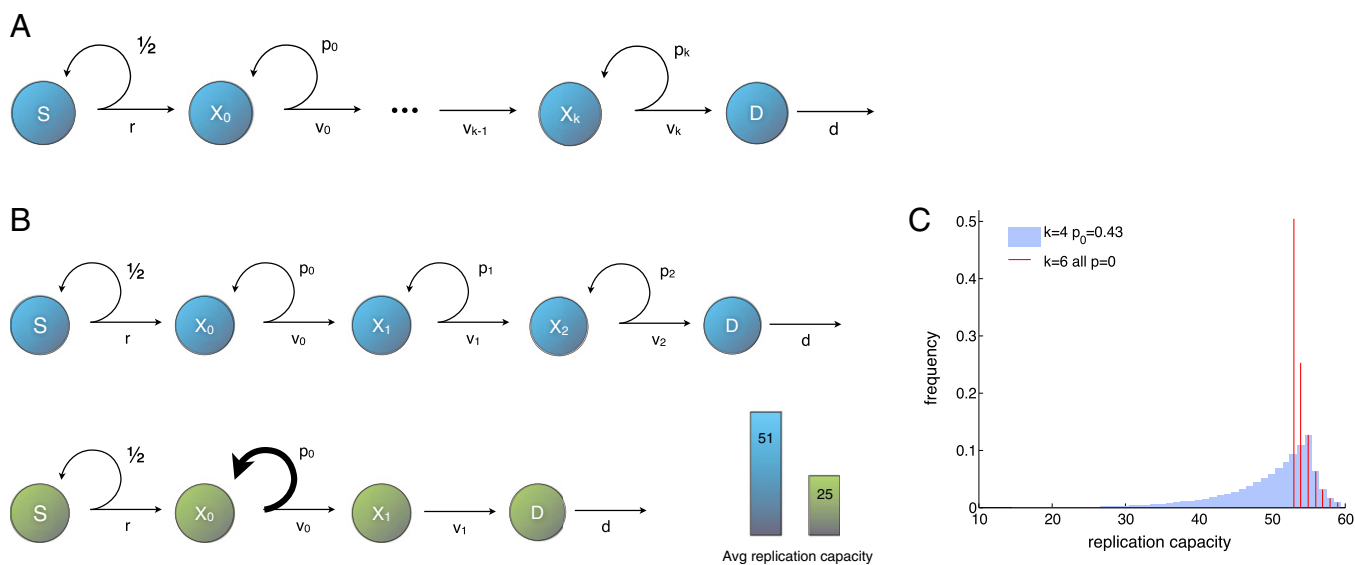 A
½ p₀ pₖ
S X₀ ••• Xₖ D
r v₀ vₖ₋₁ vₖ d
B
½ p₀ p₁ p₂
S X₀ X₁ X₂ D
r v₀ v₁ v₂ d
½ p₀
S X₀ X₁ D
r v₀ v₁ d
51
25
Avg replication capacity
C
0.5
0.4
0.3
0.2
0.1
0
frequency
k=4 p₀=0.43
k=6 all p=0
10 20 30 40 50 60
replication capacity